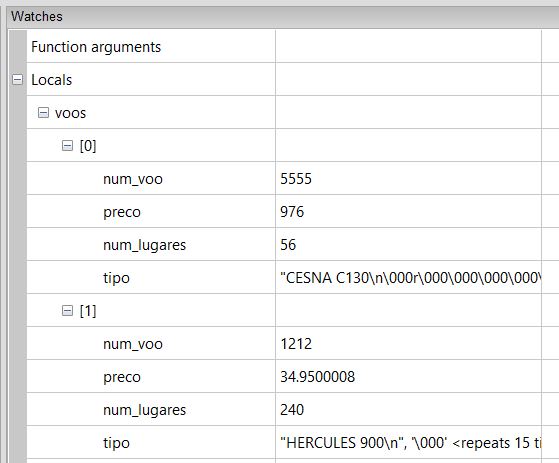 Watches
Function arguments
Locals
voos
[0]
num_voo 5555
preco 976
num_lugares 56
tipo "CESNA C130\n\000r\000\000\000\000\
[1]
num_voo 1212
preco 34.9500008
num_lugares 240
tipo "HERCULES 900\n", '\000' <repeats 15 ti